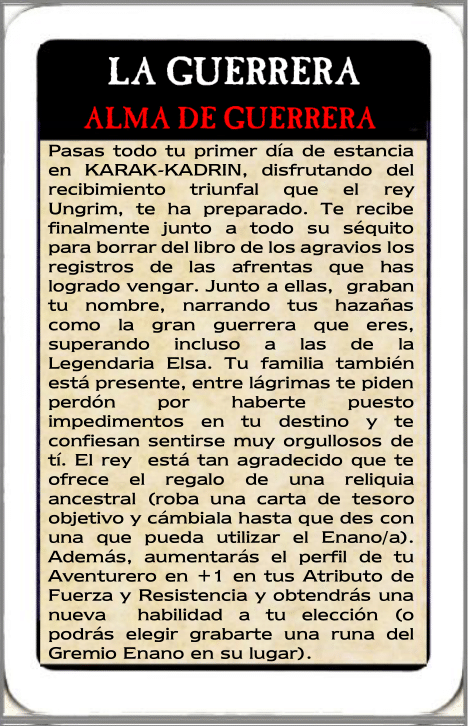 LA GUERRERA
ALMA DE GUERRERA
Pasas todo tu primer día de estancia
en KARAK-KADRIN, disfrutando del
recibimiento triunfal que el rey
Ungrim, te ha preparado. Te recibe
finalmente junto a todo su séquito
para borrar del libro de los agravios los
registros de las afrentas que has
logrado vengar. Junto a ellas, graban
tu nombre, narrando tus hazañas
como la gran guerrera que eres,
superando incluso a las de la
Legendaria Elsa. Tu familia también
está presente, entre lágrimas te piden
perdón por haberte puesto
impedimentos en tu destino y te
confiesan sentirse muy orgullosos de
tí. El rey está tan agradecido que te
ofrece el regalo de una reliquia
ancestral (roba una carta de tesoro
objetivo y cámbiala hasta que des con
una que pueda utilizar el Enano/a).
Además, aumentarás el perfil de tu
Aventurero en +1 en tus Atributo de
Fuerza y Resistencia y obtendrás una
nueva habilidad a tu elección (o
podrás elegir grabarte una runa del
Gremio Enano en su lugar).